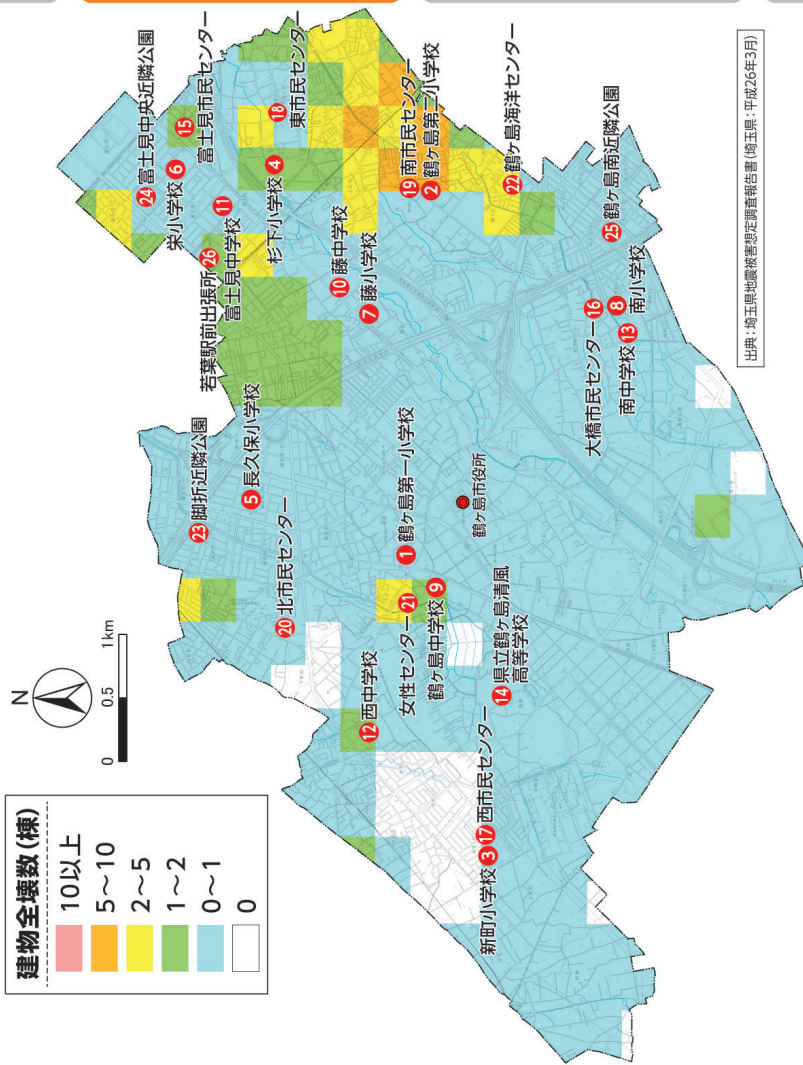 建物全壊数(棟)
10以上
5～10
2～5
1～2
0～1
0
N
0
0.5
1km
24 富士見中央近隣公園
栄小学校 6
15 富士見市民センター
11 富士見中学校
若葉駅前出張所 26
18 東市民センター
杉下小学校 4
10 藤中学校
7 藤小学校
19 南市民センター
2 鶴ヶ島第二小学校
22 鶴ヶ島海洋センター
25 鶴ヶ島南近隣公園
大橋市民センター 16
8 南小学校
南中学校 13
23 脚折近隣公園
5 長久保小学校
20 北市民センター
1 鶴ヶ島第一小学校
鶴ヶ島市役所
女性センター 21
鶴ヶ島中学校 9
12 西中学校
14 県立鶴ヶ島清風
高等学校
17 西市民センター
新町小学校 3
出典：埼玉県地震被害想定調査報告書(埼玉県：平成26年3月)